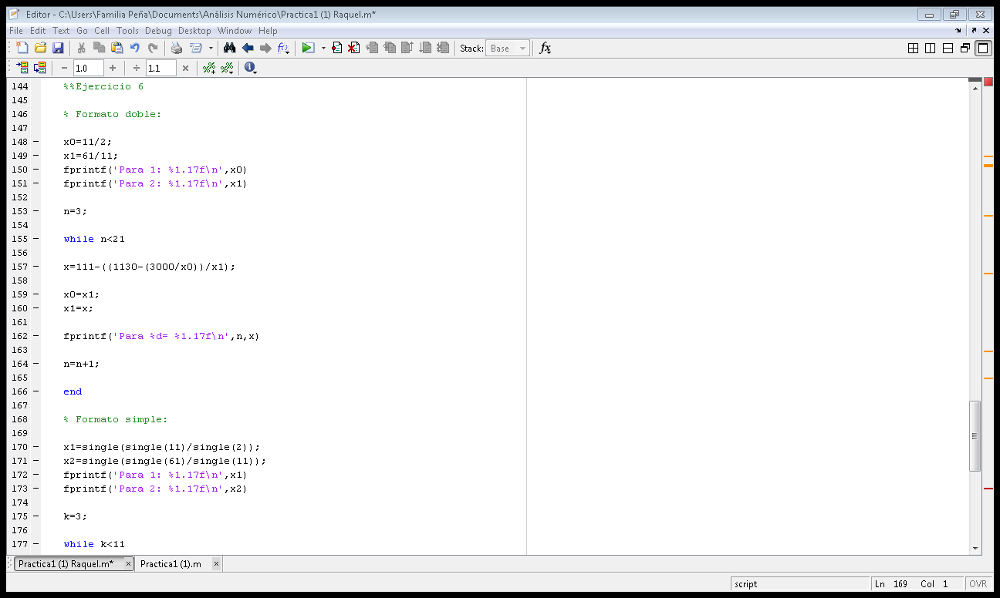 Editor - C:\Users\Familia Peña\Documents\Análisis Numérico\Practica1 (1) Raquel.m*
File Edit Text Go Cell Tools Debug Desktop Window Help
Stack: Base fx
− 1.0 + ÷ 1.1 ×
144 %%Ejercicio 6
145
146 % Formato doble:
147
148 − x0=11/2;
149 − x1=61/11;
150 − fprintf('Para 1: %1.17f\n',x0)
151 − fprintf('Para 2: %1.17f\n',x1)
152
153 − n=3;
154
155 − while n<21
156
157 − x=111-((1130-(3000/x0))/x1);
158
159 − x0=x1;
160 − x1=x;
161
162 − fprintf('Para %d= %1.17f\n',n,x)
163
164 − n=n+1;
165
166 − end
167
168 % Formato simple:
169
170 − x1=single(single(11)/single(2));
171 − x2=single(single(61)/single(11));
172 − fprintf('Para 1: %1.17f\n',x1)
173 − fprintf('Para 2: %1.17f\n',x2)
174
175 − k=3;
176
177 − while k<11
Practica1 (1) Raquel.m* × Practica1 (1).m ×
script Ln 169 Col 1 OVR